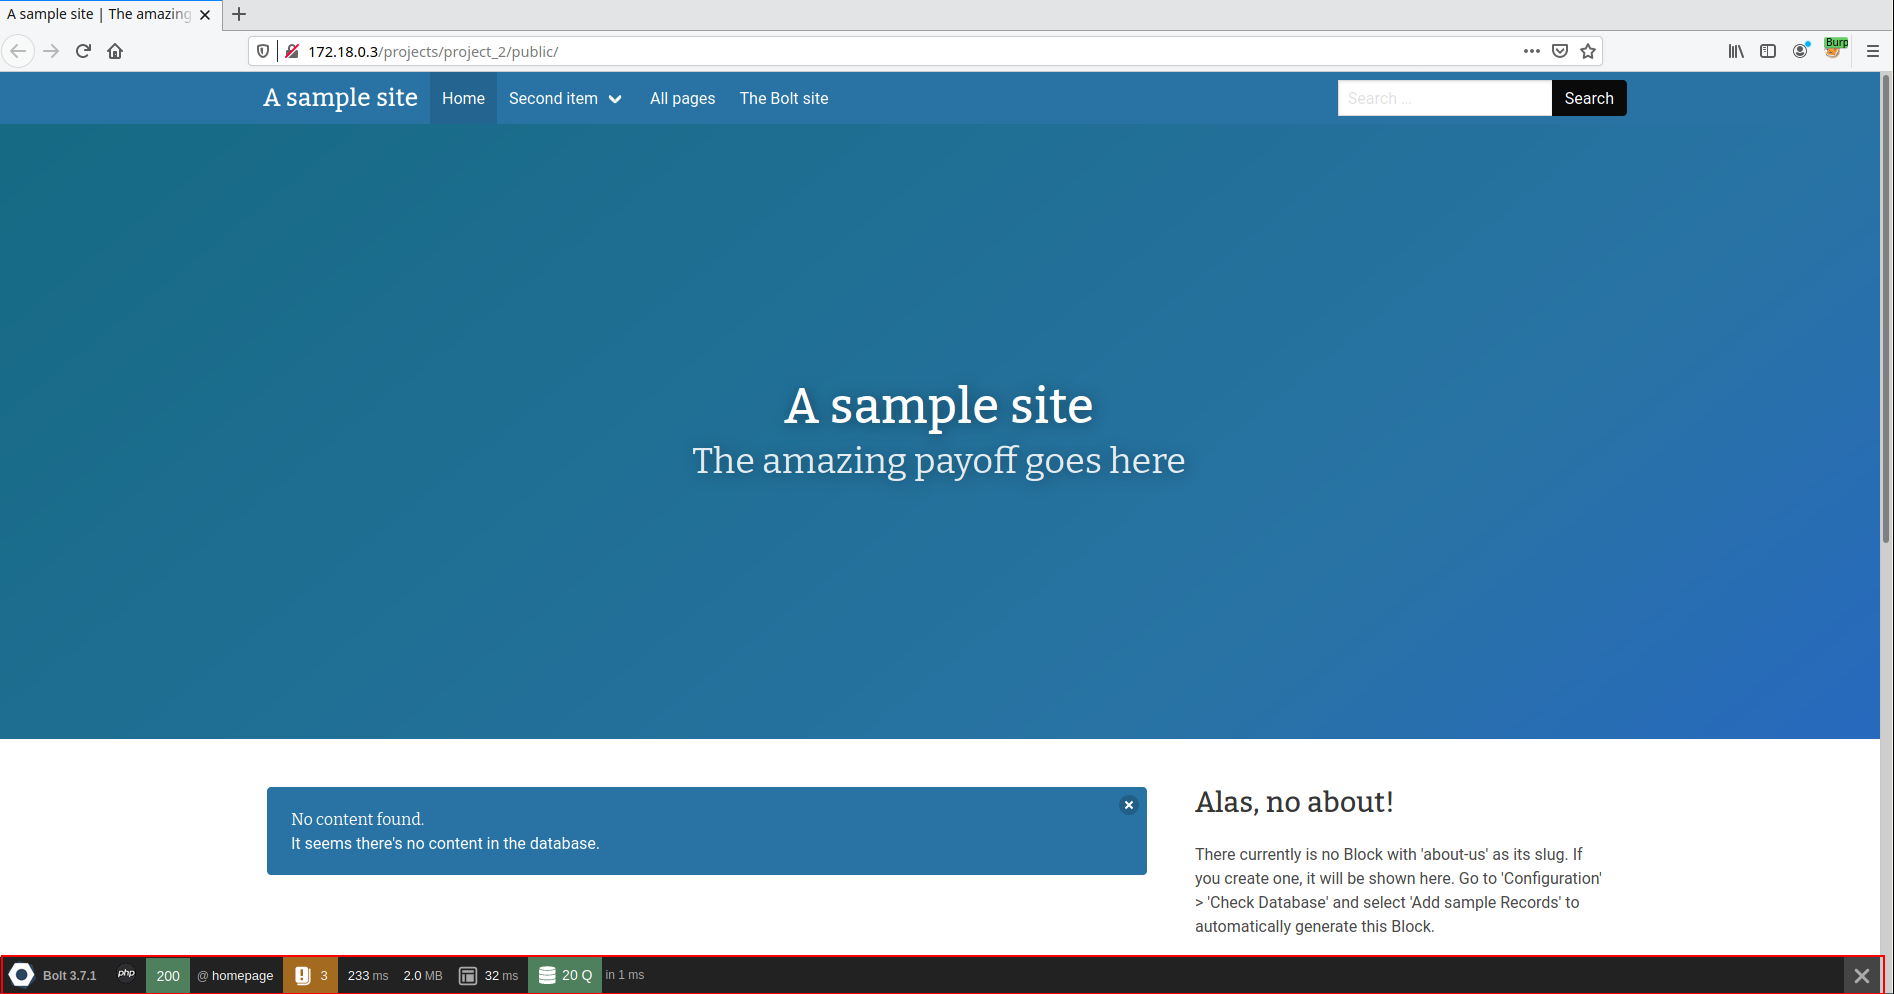 A sample site | The amazing
172.18.0.3/projects/project_2/public/
Burp
A sample site Home Second item All pages The Bolt site Search ... Search
A sample site
The amazing payoff goes here
No content found.
It seems there's no content in the database.
Alas, no about!
There currently is no Block with 'about-us' as its slug. If
you create one, it will be shown here. Go to 'Configuration'
> 'Check Database' and select 'Add sample Records' to
automatically generate this Block.
Bolt 3.7.1 php 200 @ homepage 3 233 ms 2.0 MB 32 ms 20 Q in 1 ms